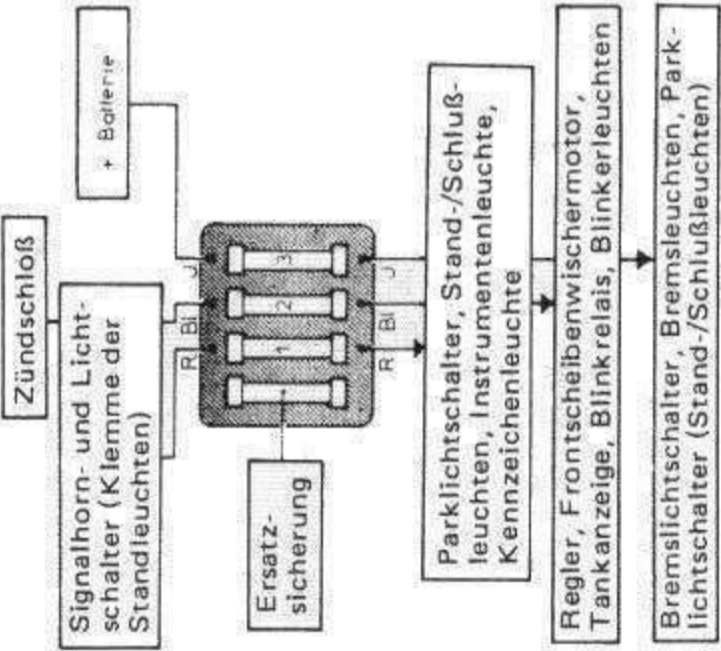 Zündschloß
Signalhorn- und Licht-
schalter (Klemme der
Standleuchten)
+ Batterie
R
Bl
J
1
2
3
R
Bl
J
Ersatz-
sicherung
Parklichtschalter, Stand-/Schluß-
leuchten, Instrumentenleuchte,
Kennzeichenleuchte
Regler, Frontscheibenwischermotor,
Tankanzeige, Blinkrelais, Blinkerleuchten
Bremslichtschalter, Bremsleuchten, Park-
lichtschalter (Stand-/Schlußleuchten)